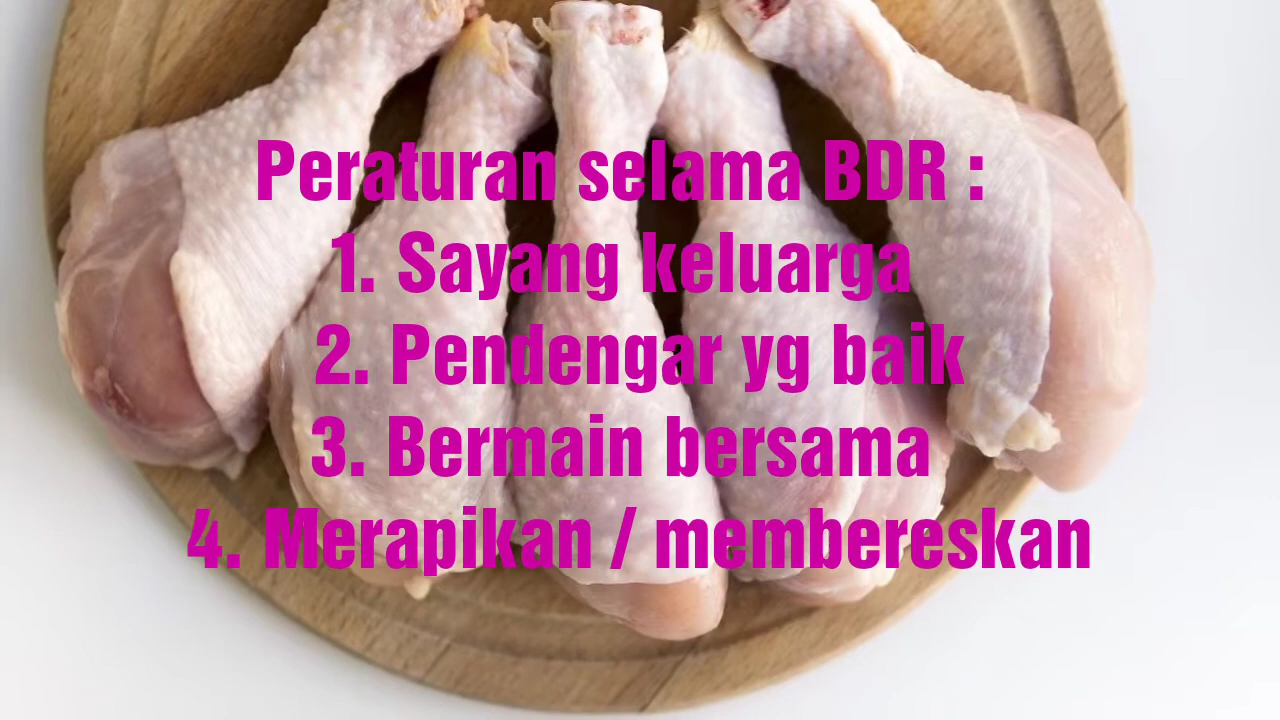 Peraturan selama BDR :
1. Sayang keluarga
2. Pendengar yg baik
3. Bermain bersama
4. Merapikan / membereskan